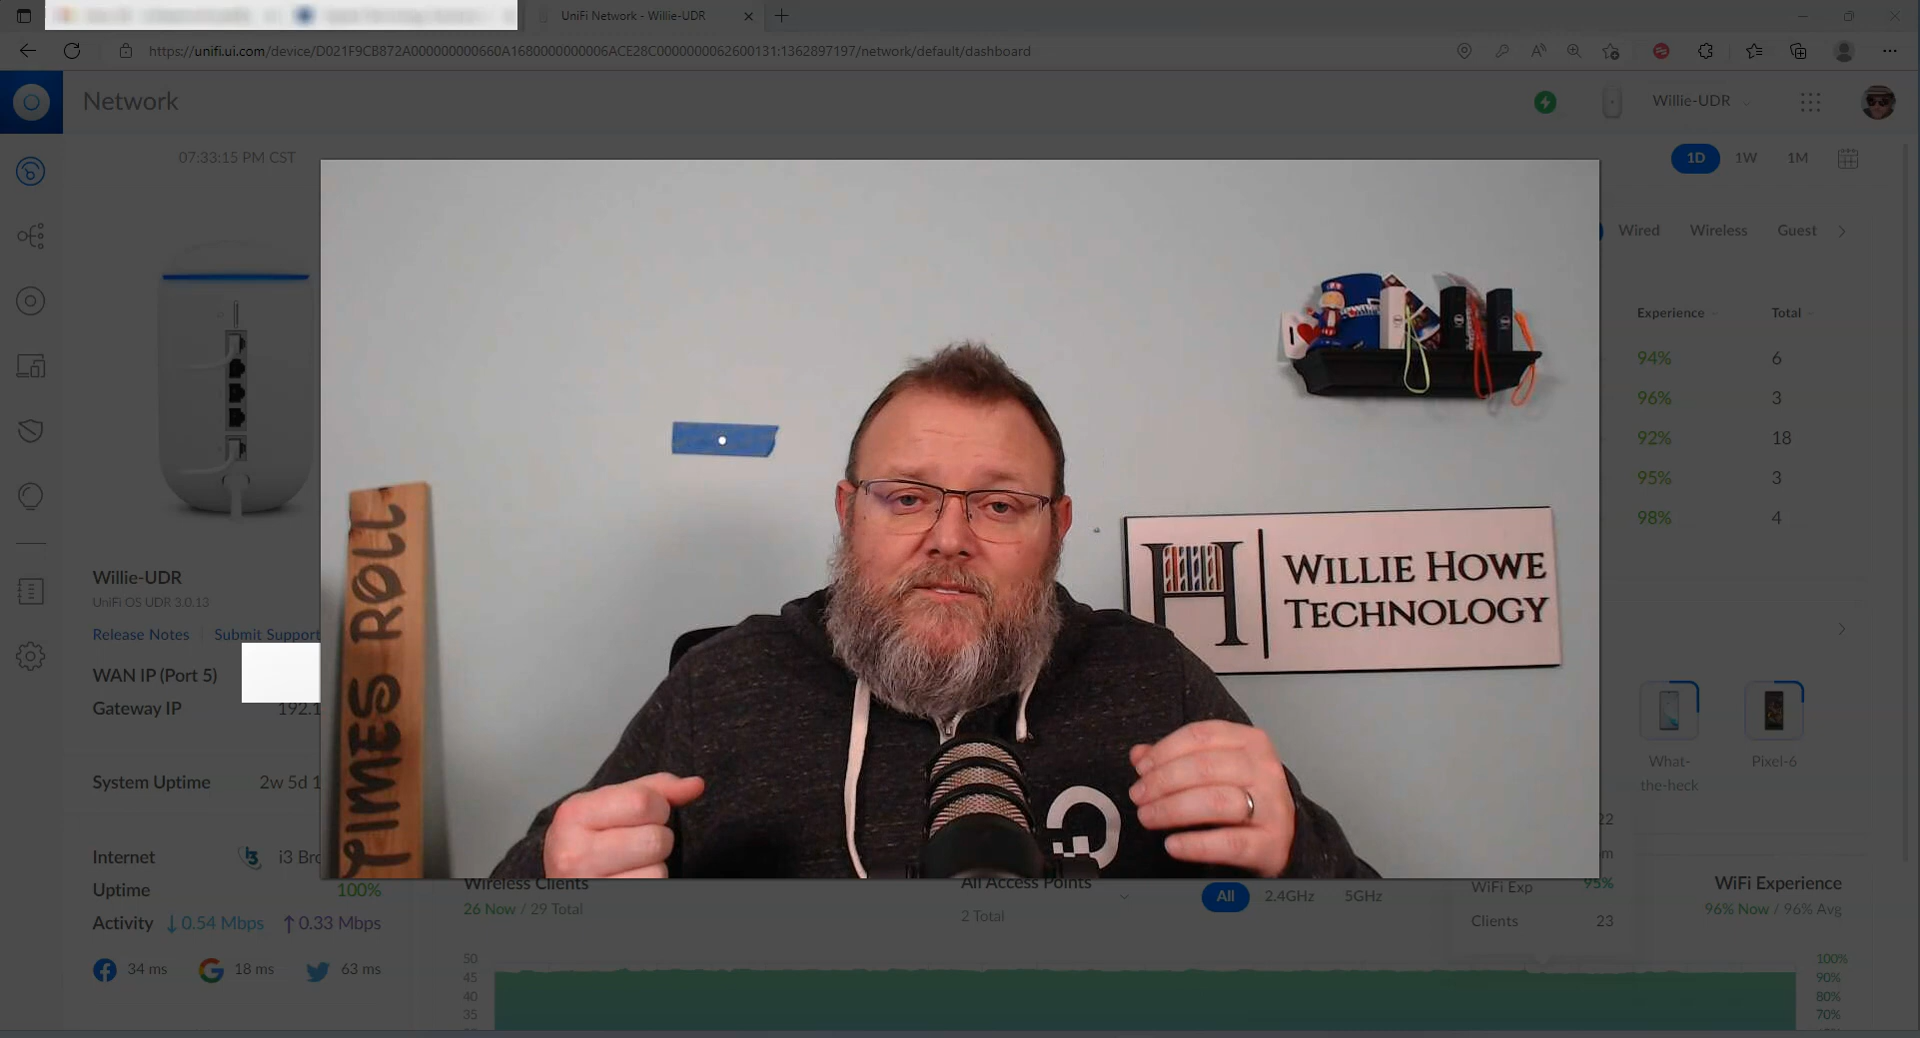 UniFi Network - Willie-UDR
https://unifi.ui.com/device/D021F9CB872A000000000660A1680000000006ACE28C0000000062600131:1362897197/network/default/dashboard
Network
Willie-UDR
07:33:15 PM CST
1D 1W 1M
Wired Wireless Guest
Experience Total
94% 6
96% 3
92% 18
95% 3
98% 4
TIMES ROLL
WILLIE HOWE
TECHNOLOGY
Willie-UDR
UniFi OS UDR 3.0.13
Release Notes Submit Support
WAN IP (Port 5)
Gateway IP 192.1
System Uptime 2w 5d 1
What-
the-heck
Pixel-6
22
m
Internet i3 Bro
Uptime 100%
Activity ↓ 0.54 Mbps ↑ 0.33 Mbps
34 ms 18 ms 63 ms
Wireless Clients
26 Now / 29 Total
All Access Points
2 Total
All 2.4GHz 5GHz
WiFi Exp 95%
Clients 23
WiFi Experience
96% Now / 96% Avg
50
45
40
35
100%
90%
80%
70%